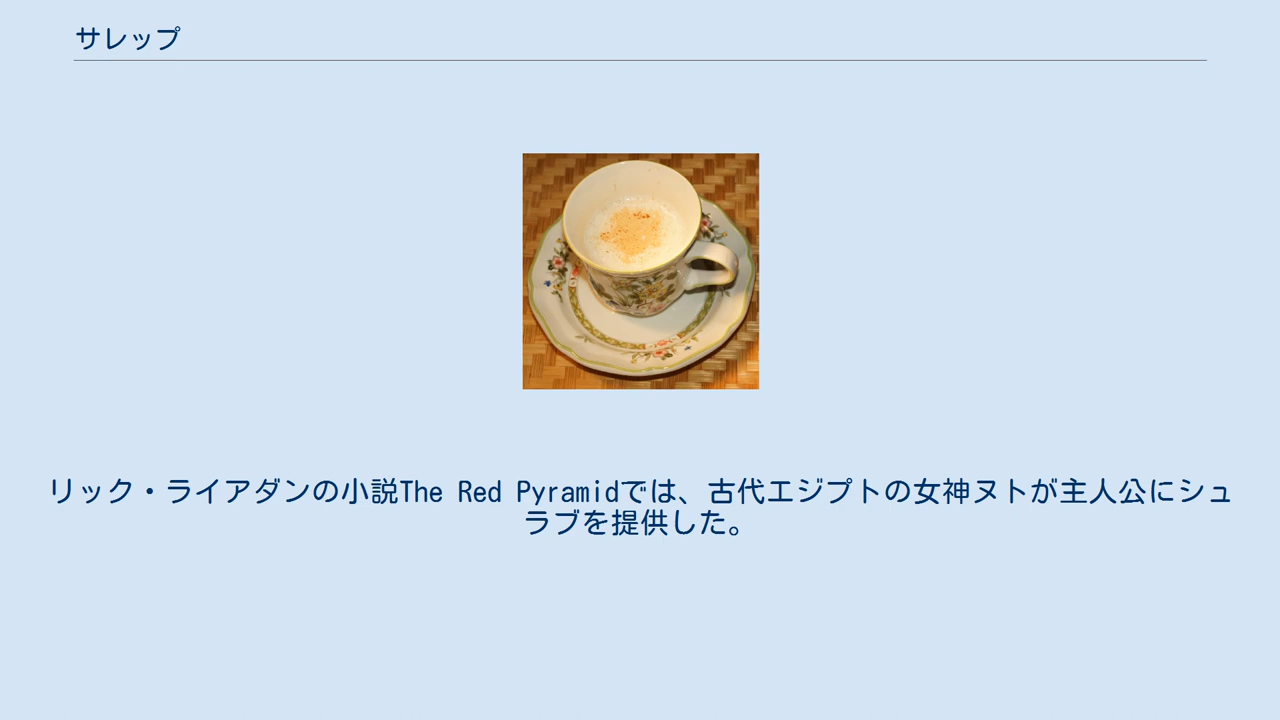 サレップ
リック・ライアダンの小説The Red Pyramidでは、古代エジプトの女神ヌトが主人公にシュ
ラブを提供した。